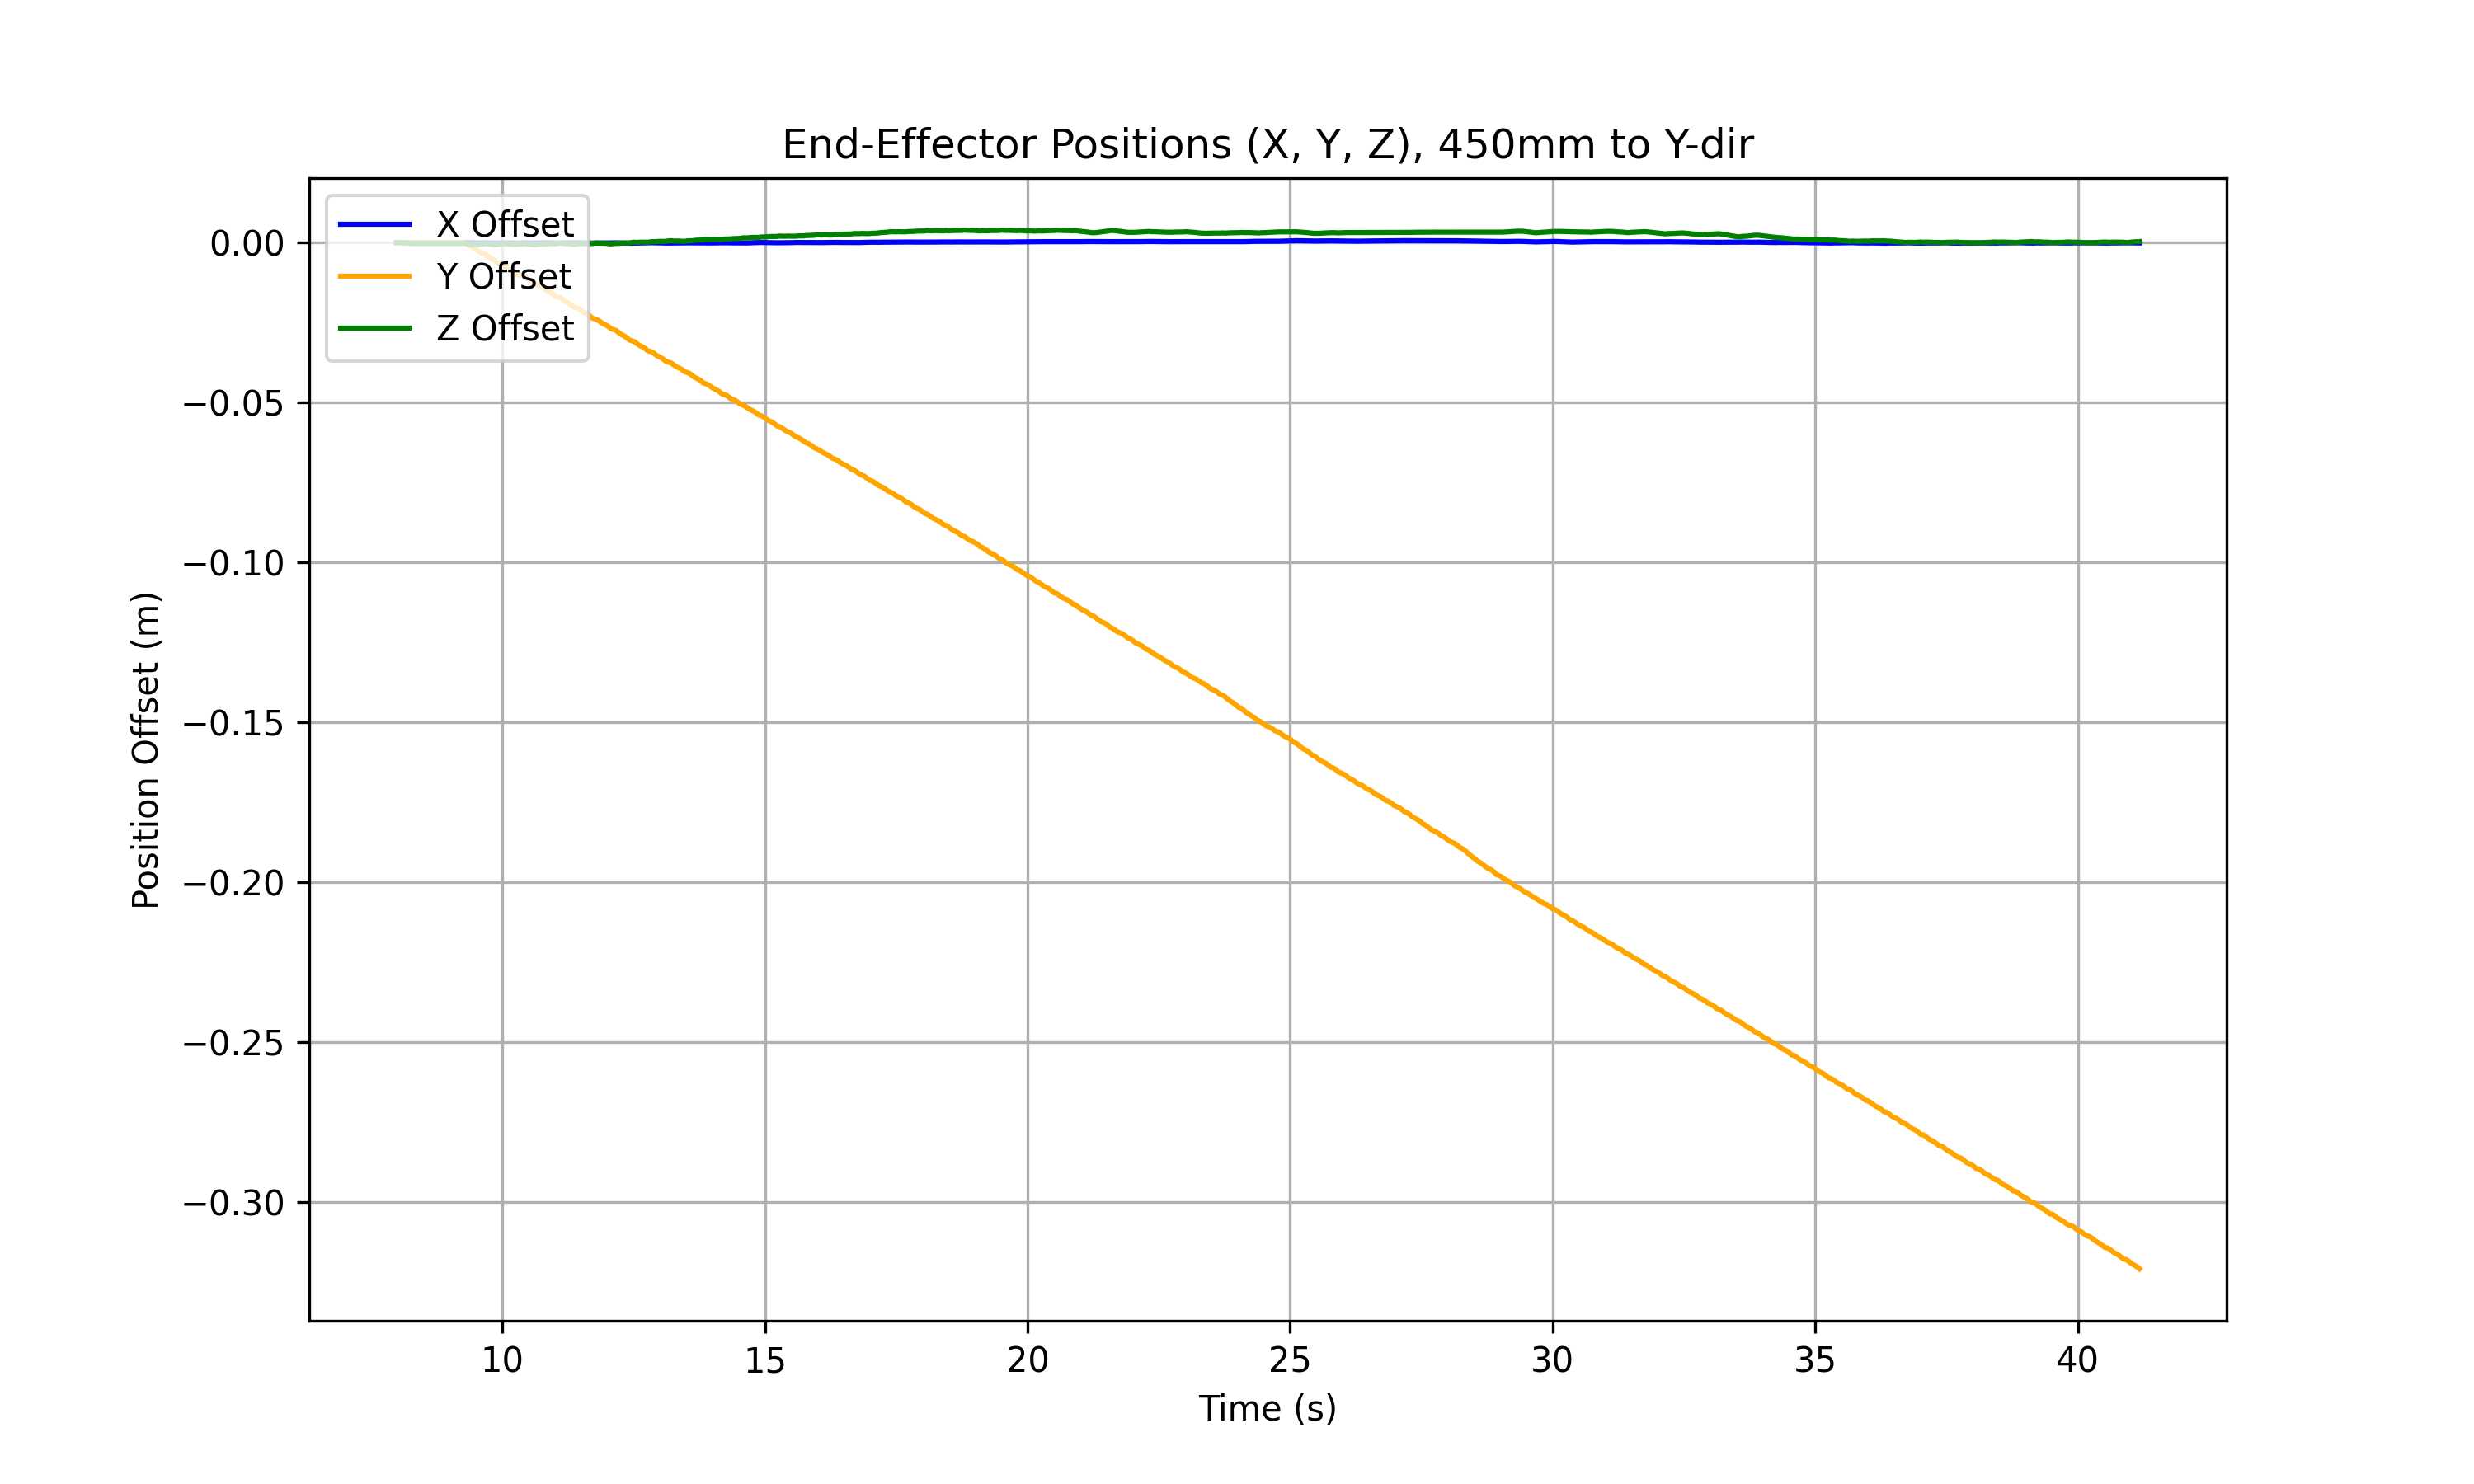 End-Effector Positions (X, Y, Z), 450mm to Y-dir
X Offset
Y Offset
Z Offset
0.00
−0.05
−0.10
−0.15
−0.20
−0.25
−0.30
Position Offset (m)
10 15 20 25 30 35 40
Time (s)